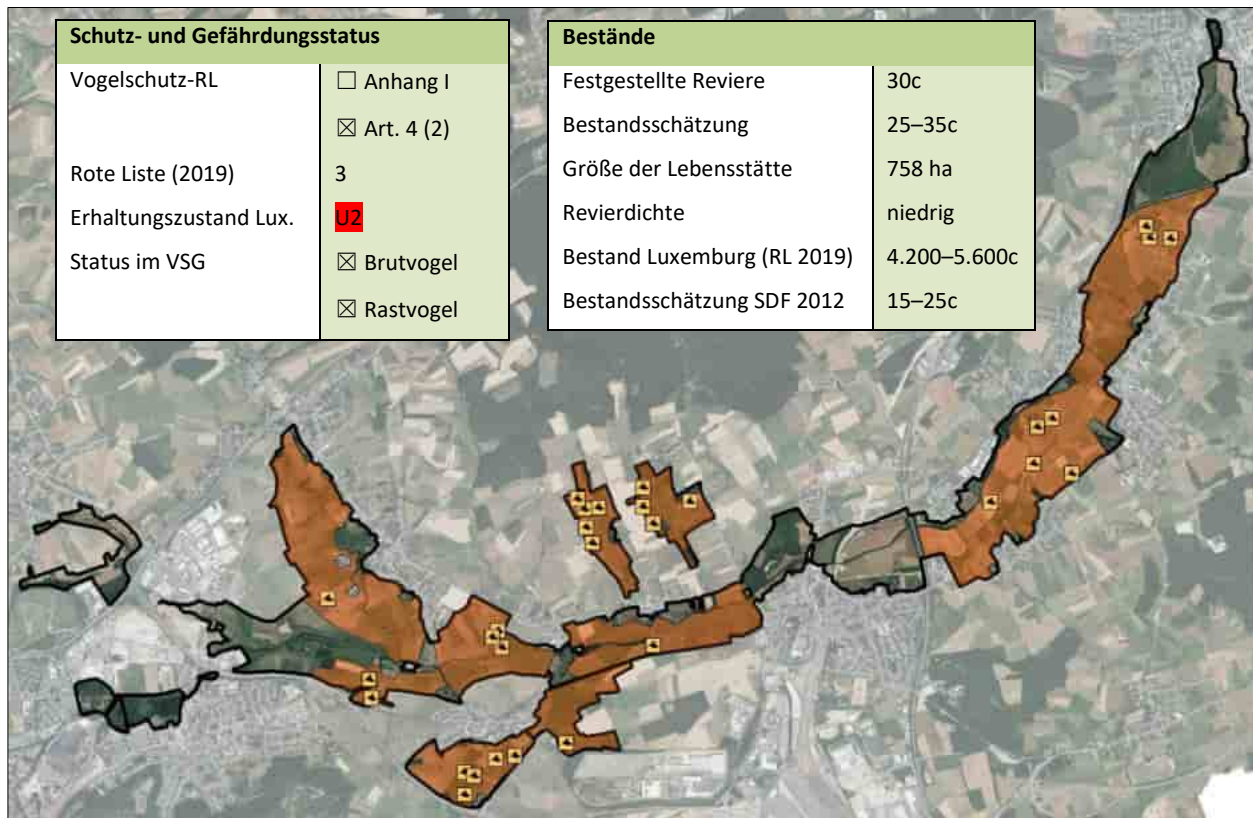 Schutz- und Gefährdungsstatus
Vogelschutz-RL ☐ Anhang I
☒ Art. 4 (2)
Rote Liste (2019) 3
Erhaltungszustand Lux. U2
Status im VSG ☒ Brutvogel
☒ Rastvogel
Bestände
Festgestellte Reviere 30c
Bestandsschätzung 25–35c
Größe der Lebensstätte 758 ha
Revierdichte niedrig
Bestand Luxemburg (RL 2019) 4.200–5.600c
Bestandsschätzung SDF 2012 15–25c